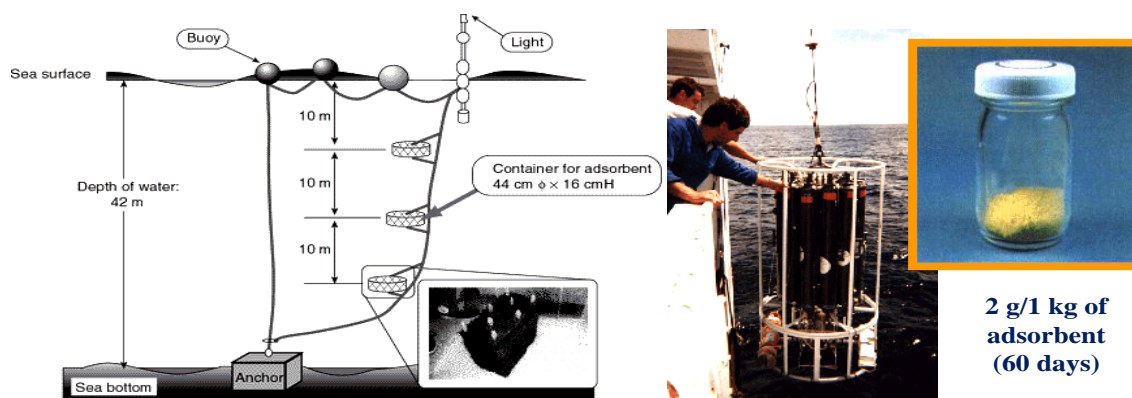 Buoy
Light
Sea surface
10 m
10 m
10 m
Depth of water:
42 m
Container for adsorbent
44 cm ϕ × 16 cmH
Anchor
Sea bottom
2 g/1 kg of
adsorbent
(60 days)